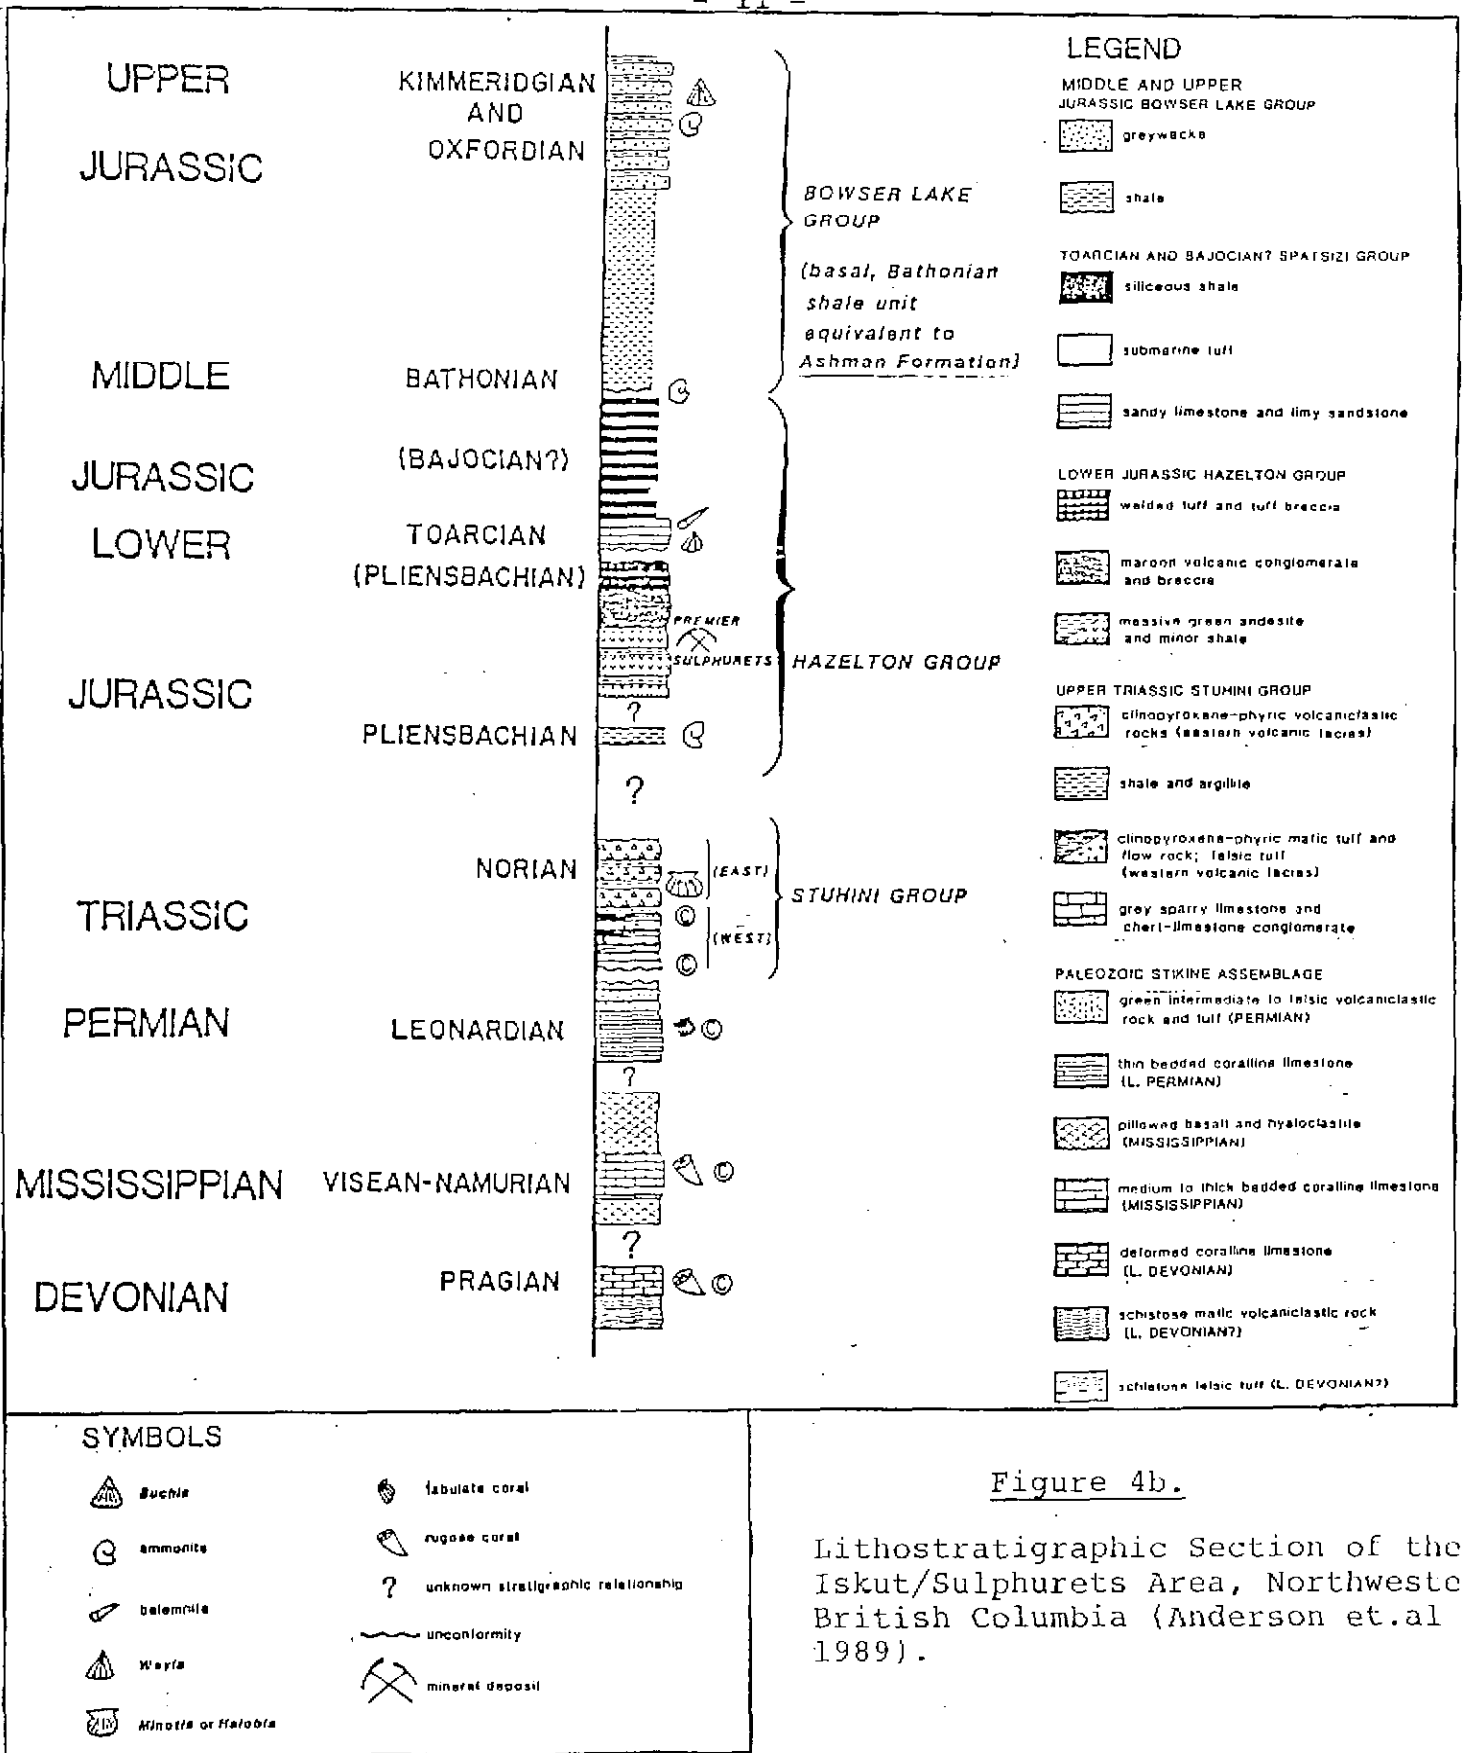 - 11 -
UPPER
JURASSIC
MIDDLE
JURASSIC
LOWER
JURASSIC
TRIASSIC
PERMIAN
MISSISSIPPIAN
DEVONIAN
KIMMERIDGIAN
AND
OXFORDIAN
BATHONIAN
(BAJOCIAN?)
TOARCIAN
(PLIENSBACHIAN)
PLIENSBACHIAN
NORIAN
LEONARDIAN
VISEAN-NAMURIAN
PRAGIAN
PREMIER
SULPHURETS
?
?
?
?
(EAST)
(WEST)
©
©
©
©
©
BOWSER LAKE
GROUP
(basal, Bathonian
shale unit
equivalent to
Ashman Formation)
HAZELTON GROUP
STUHINI GROUP
LEGEND
MIDDLE AND UPPER
JURASSIC BOWSER LAKE GROUP
greywacke
shale
TOARCIAN AND BAJOCIAN? SPATSIZI GROUP
siliceous shale
submarine tuff
sandy limestone and limy sandstone
LOWER JURASSIC HAZELTON GROUP
welded tuff and tuff breccia
maroon volcanic conglomerate
and breccia
massive green andesite
and minor shale
UPPER TRIASSIC STUHINI GROUP
clinopyroxene-phyric volcaniclastic
rocks (eastern volcanic facies)
shale and argillite
clinopyroxene-phyric mafic tuff and
flow rock; felsic tuff
(western volcanic facies)
grey sparry limestone and
chert-limestone conglomerate
PALEOZOIC STIKINE ASSEMBLAGE
green intermediate to felsic volcaniclastic
rock and tuff (PERMIAN)
thin bedded coralline limestone
(L. PERMIAN)
pillowed basalt and hyaloclastite
(MISSISSIPPIAN)
medium to thick bedded coralline limestone
(MISSISSIPPIAN)
deformed coralline limestone
(L. DEVONIAN)
schistose mafic volcaniclastic rock
(L. DEVONIAN?)
schistose felsic tuff (L. DEVONIAN?)
SYMBOLS
Buchia
ammonite
belemnite
Weyla
Minotis or Halobia
tabulate coral
rugose coral
? unknown stratigraphic relationship
unconformity
mineral deposit
Figure 4b.
Lithostratigraphic Section of the
Iskut/Sulphurets Area, Northweste
British Columbia (Anderson et.al
1989).